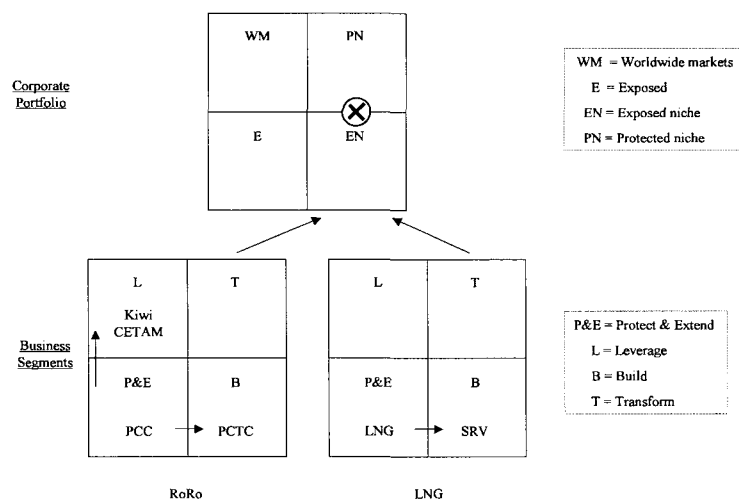 WM PN
Corporate
Portfolio
E EN
WM = Worldwide markets
E = Exposed
EN = Exposed niche
PN = Protected niche
L T
Kiwi
CETAM
P&E B
PCC PCTC
L T
P&E B
LNG SRV
Business
Segments
P&E = Protect & Extend
L = Leverage
B = Build
T = Transform
RoRo LNG